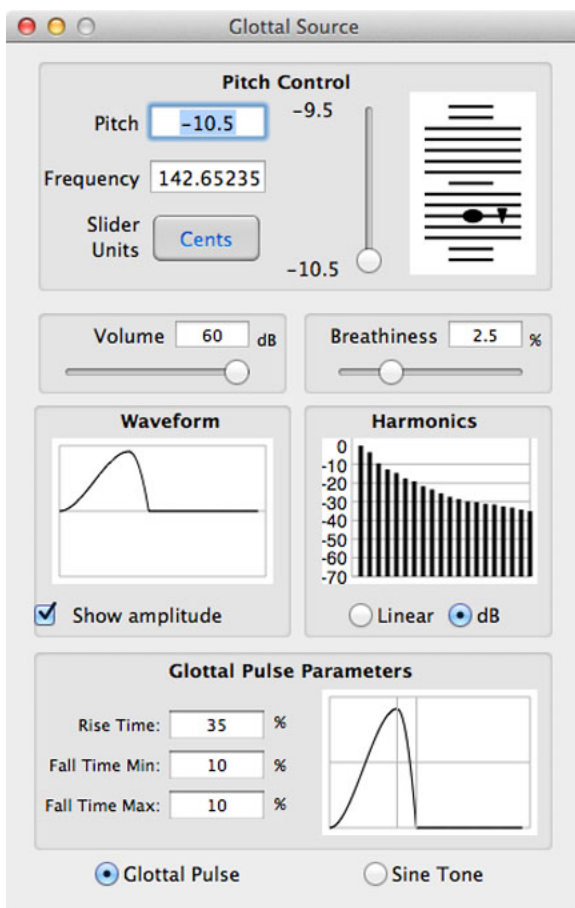 Glottal Source
Pitch Control
Pitch -10.5 -9.5
Frequency 142.65235
Slider
Units Cents
-10.5
Volume 60 dB
Breathiness 2.5 %
Waveform
Show amplitude
Harmonics
0
-10
-20
-30
-40
-50
-60
-70
Linear dB
Glottal Pulse Parameters
Rise Time: 35 %
Fall Time Min: 10 %
Fall Time Max: 10 %
Glottal Pulse Sine Tone